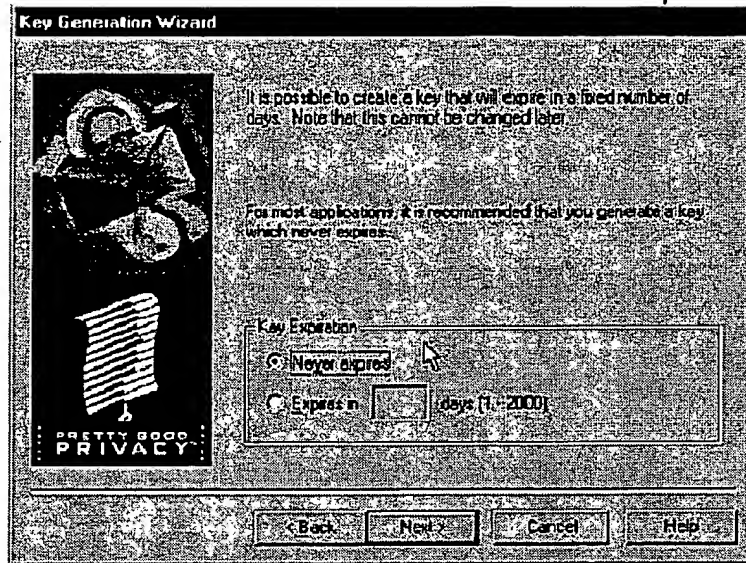 Key Generation Wizard
It is possible to create a key that will expire in a fixed number of
days. Note that this cannot be changed later.
For most applications, it is recommended that you generate a key
which never expires.
Key Expiration
Never expires
Expires in days [1 - 2000]
PRETTY GOOD
PRIVACY
< Back Next > Cancel Help